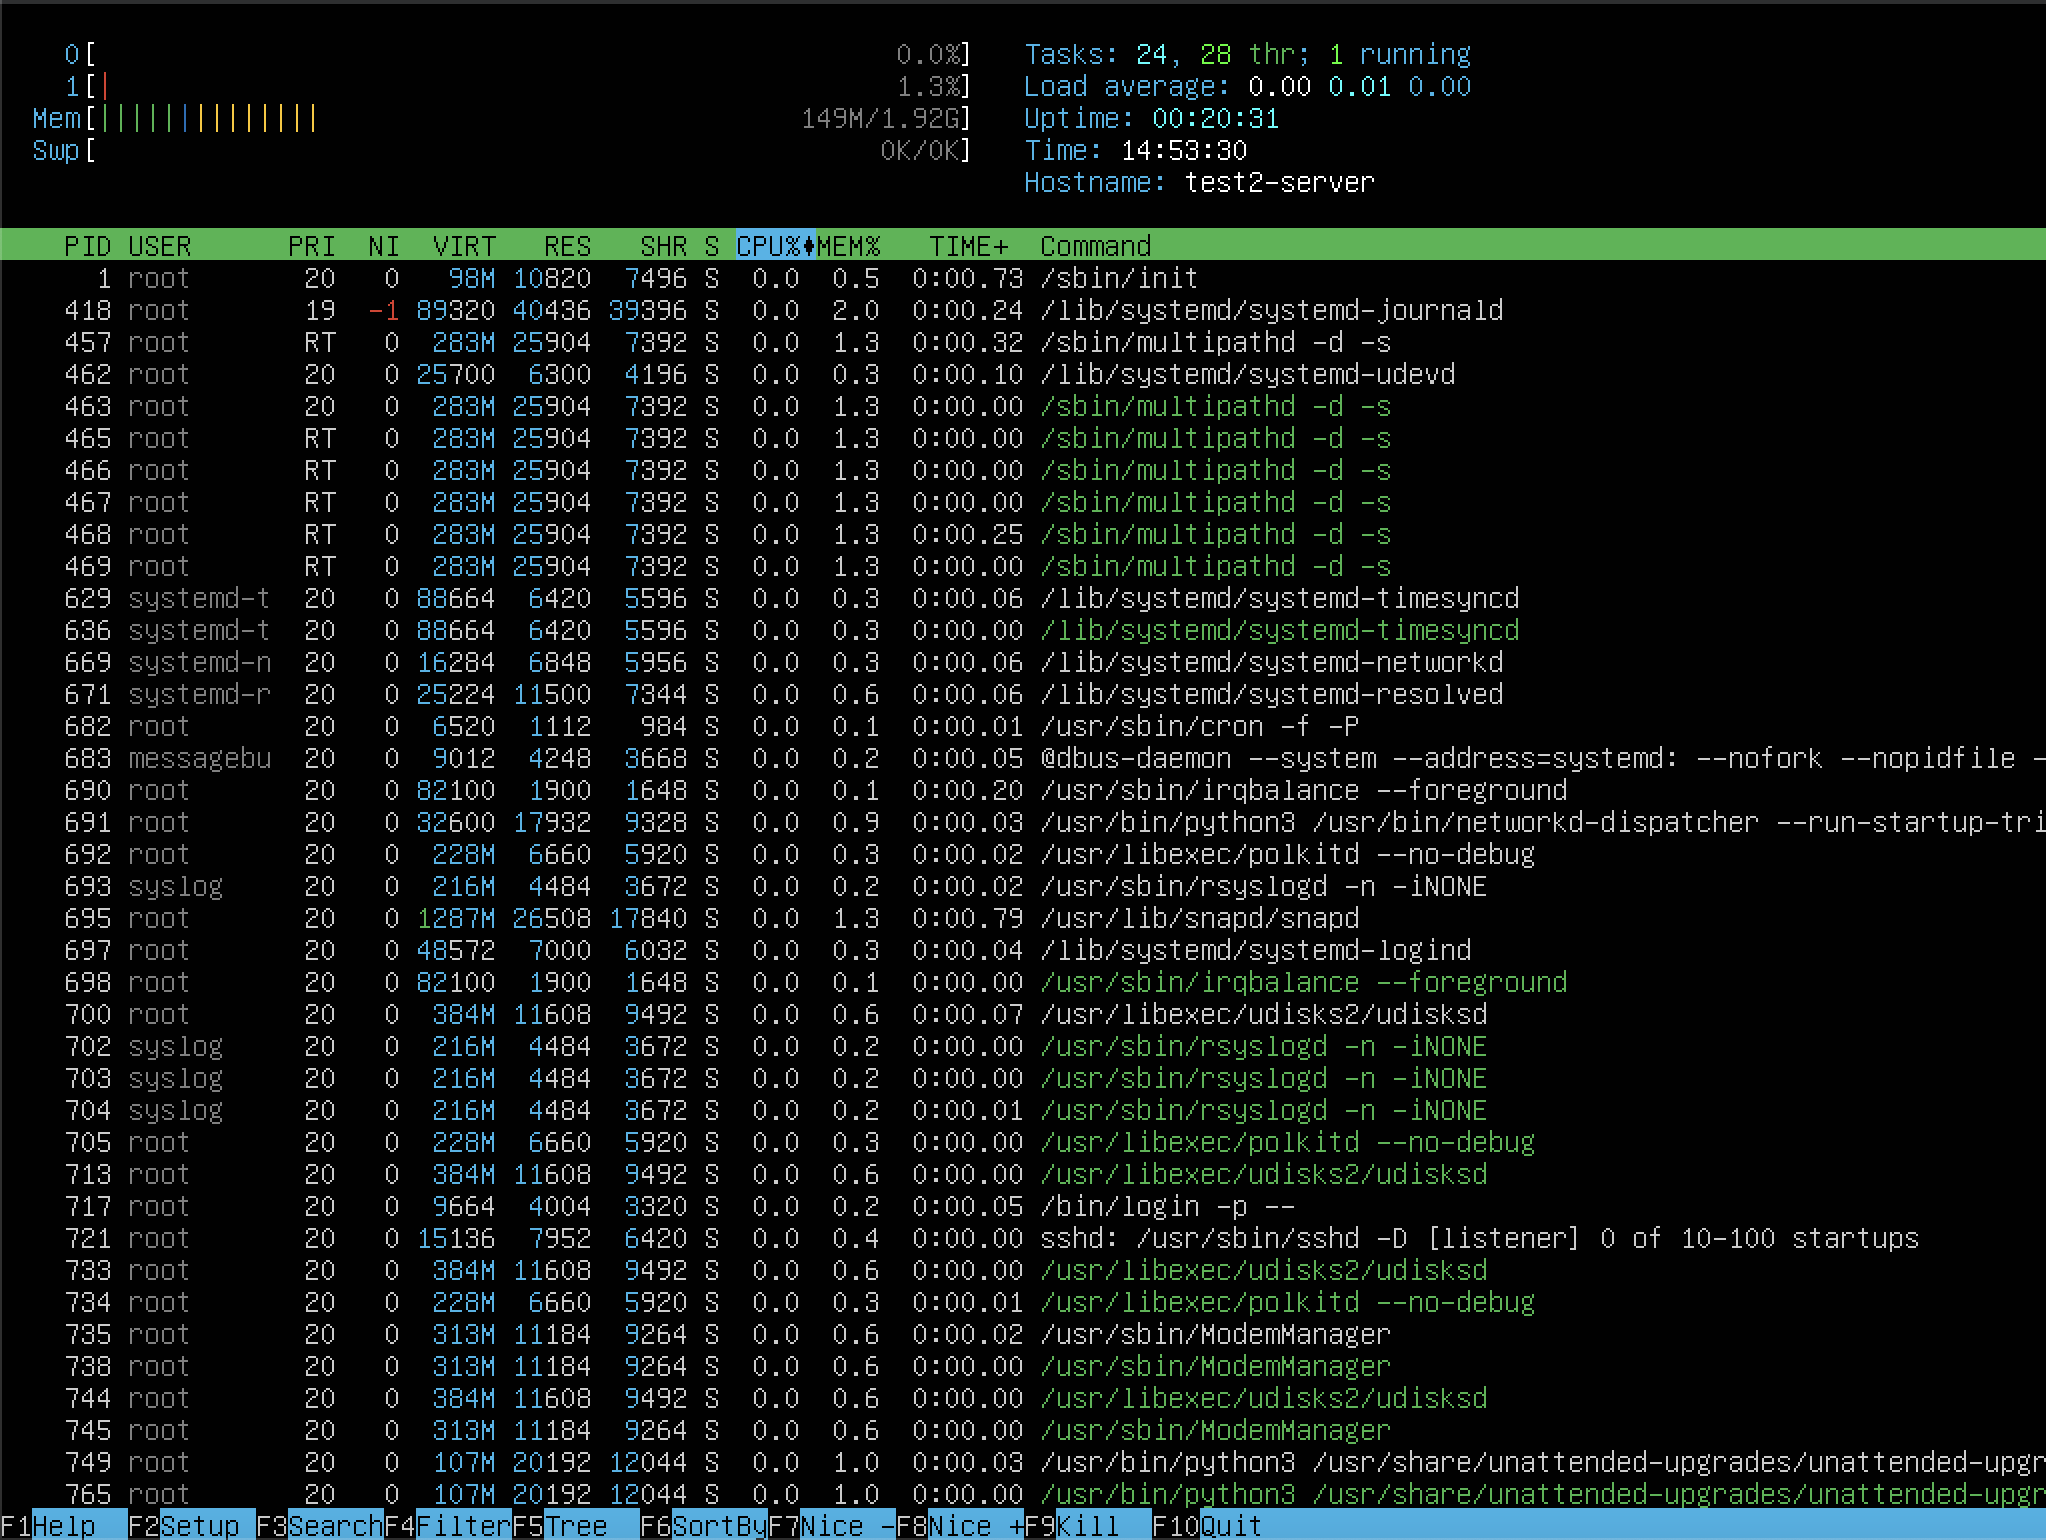 0[ 0.0%] Tasks: 24, 28 thr; 1 running
1[| 1.3%] Load average: 0.00 0.01 0.00
Mem[|||||||||||||| 149M/1.92G] Uptime: 00:20:31
Swp[ 0K/0K] Time: 14:53:30
Hostname: test2-server
PID USER PRI NI VIRT RES SHR S CPU% MEM% TIME+ Command
1 root 20 0 98M 10820 7496 S 0.0 0.5 0:00.73 /sbin/init
418 root 19 -1 89320 40436 39396 S 0.0 2.0 0:00.24 /lib/systemd/systemd-journald
457 root RT 0 283M 25904 7392 S 0.0 1.3 0:00.32 /sbin/multipathd -d -s
462 root 20 0 25700 6300 4196 S 0.0 0.3 0:00.10 /lib/systemd/systemd-udevd
463 root 20 0 283M 25904 7392 S 0.0 1.3 0:00.00 /sbin/multipathd -d -s
465 root RT 0 283M 25904 7392 S 0.0 1.3 0:00.00 /sbin/multipathd -d -s
466 root RT 0 283M 25904 7392 S 0.0 1.3 0:00.00 /sbin/multipathd -d -s
467 root RT 0 283M 25904 7392 S 0.0 1.3 0:00.00 /sbin/multipathd -d -s
468 root RT 0 283M 25904 7392 S 0.0 1.3 0:00.25 /sbin/multipathd -d -s
469 root RT 0 283M 25904 7392 S 0.0 1.3 0:00.00 /sbin/multipathd -d -s
629 systemd-t 20 0 88664 6420 5596 S 0.0 0.3 0:00.06 /lib/systemd/systemd-timesyncd
636 systemd-t 20 0 88664 6420 5596 S 0.0 0.3 0:00.00 /lib/systemd/systemd-timesyncd
669 systemd-n 20 0 16284 6848 5956 S 0.0 0.3 0:00.06 /lib/systemd/systemd-networkd
671 systemd-r 20 0 25224 11500 7344 S 0.0 0.6 0:00.06 /lib/systemd/systemd-resolved
682 root 20 0 6520 1112 984 S 0.0 0.1 0:00.01 /usr/sbin/cron -f -P
683 messagebu 20 0 9012 4248 3668 S 0.0 0.2 0:00.05 @dbus-daemon --system --address=systemd: --nofork --nopidfile -
690 root 20 0 82100 1900 1648 S 0.0 0.1 0:00.20 /usr/sbin/irqbalance --foreground
691 root 20 0 32600 17932 9328 S 0.0 0.9 0:00.03 /usr/bin/python3 /usr/bin/networkd-dispatcher --run-startup-tri
692 root 20 0 228M 6660 5920 S 0.0 0.3 0:00.02 /usr/libexec/polkitd --no-debug
693 syslog 20 0 216M 4484 3672 S 0.0 0.2 0:00.02 /usr/sbin/rsyslogd -n -iNONE
695 root 20 0 1287M 26508 17840 S 0.0 1.3 0:00.79 /usr/lib/snapd/snapd
697 root 20 0 48572 7000 6032 S 0.0 0.3 0:00.04 /lib/systemd/systemd-logind
698 root 20 0 82100 1900 1648 S 0.0 0.1 0:00.00 /usr/sbin/irqbalance --foreground
700 root 20 0 384M 11608 9492 S 0.0 0.6 0:00.07 /usr/libexec/udisks2/udisksd
702 syslog 20 0 216M 4484 3672 S 0.0 0.2 0:00.00 /usr/sbin/rsyslogd -n -iNONE
703 syslog 20 0 216M 4484 3672 S 0.0 0.2 0:00.00 /usr/sbin/rsyslogd -n -iNONE
704 syslog 20 0 216M 4484 3672 S 0.0 0.2 0:00.01 /usr/sbin/rsyslogd -n -iNONE
705 root 20 0 228M 6660 5920 S 0.0 0.3 0:00.00 /usr/libexec/polkitd --no-debug
713 root 20 0 384M 11608 9492 S 0.0 0.6 0:00.00 /usr/libexec/udisks2/udisksd
717 root 20 0 9664 4004 3320 S 0.0 0.2 0:00.05 /bin/login -p --
721 root 20 0 15136 7952 6420 S 0.0 0.4 0:00.00 sshd: /usr/sbin/sshd -D [listener] 0 of 10-100 startups
733 root 20 0 384M 11608 9492 S 0.0 0.6 0:00.00 /usr/libexec/udisks2/udisksd
734 root 20 0 228M 6660 5920 S 0.0 0.3 0:00.01 /usr/libexec/polkitd --no-debug
735 root 20 0 313M 11184 9264 S 0.0 0.6 0:00.02 /usr/sbin/ModemManager
738 root 20 0 313M 11184 9264 S 0.0 0.6 0:00.00 /usr/sbin/ModemManager
744 root 20 0 384M 11608 9492 S 0.0 0.6 0:00.00 /usr/libexec/udisks2/udisksd
745 root 20 0 313M 11184 9264 S 0.0 0.6 0:00.00 /usr/sbin/ModemManager
749 root 20 0 107M 20192 12044 S 0.0 1.0 0:00.03 /usr/bin/python3 /usr/share/unattended-upgrades/unattended-upgr
765 root 20 0 107M 20192 12044 S 0.0 1.0 0:00.00 /usr/bin/python3 /usr/share/unattended-upgrades/unattended-upgr
F1Help F2Setup F3SearchF4FilterF5Tree F6SortByF7Nice -F8Nice +F9Kill F10Quit